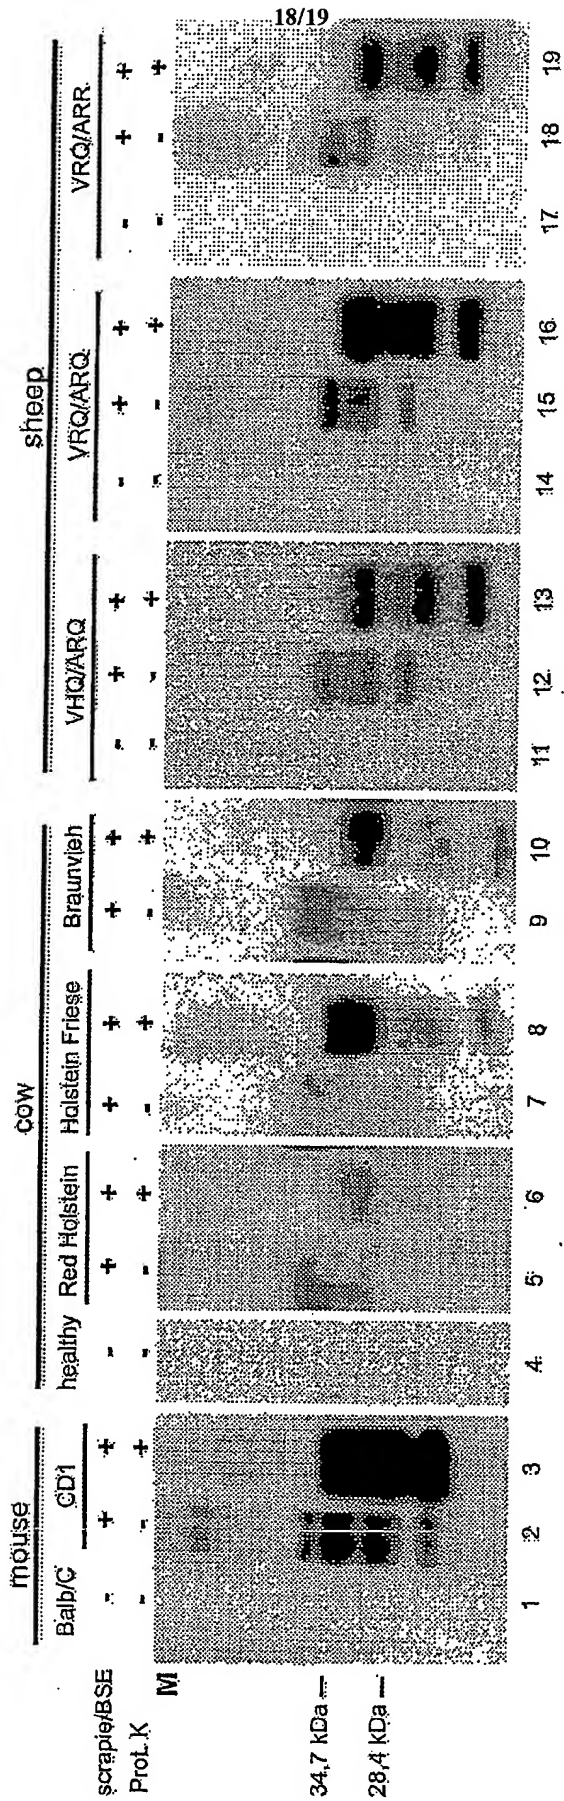 18/19
mouse cow sheep
Balb/C CD1 healthy Red Holstein Holstein Friese Braunvieh VHQ/ARQ VRQ/ARQ VRQ/ARR
scrapie/BSE - + + - + + + + + + - + + - + + - + +
Prot. K - - + - - + - + - + - - + - - + - - +
M
34,7 kDa
28,4 kDa
1 2 3 4 5 6 7 8 9 10 11 12 13 14 15 16 17 18 19